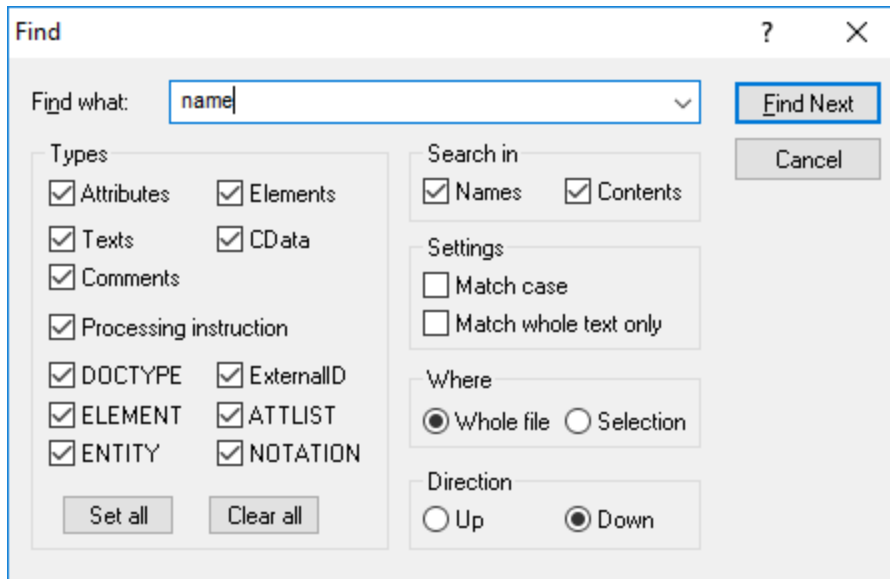 Find ?
Find what: name Find Next
Cancel
Types
Attributes Elements
Texts CData
Comments
Processing instruction
DOCTYPE ExternalID
ELEMENT ATTLIST
ENTITY NOTATION
Set all Clear all
Search in
Names Contents
Settings
Match case
Match whole text only
Where
Whole file Selection
Direction
Up Down